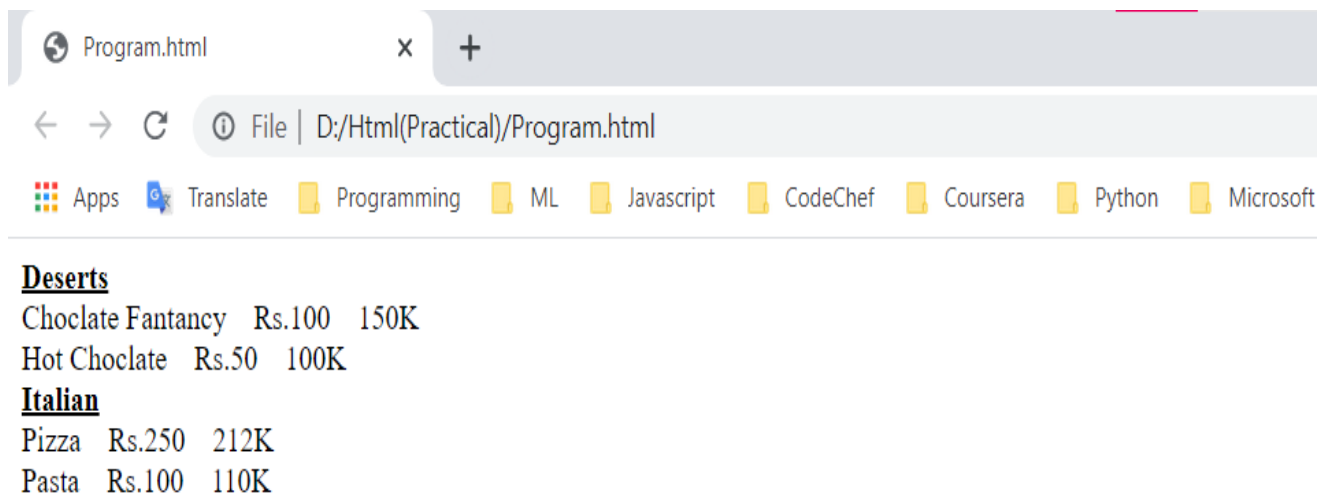 Program.html
File | D:/Html(Practical)/Program.html
Apps Translate Programming ML Javascript CodeChef Coursera Python Microsoft
Deserts
Choclate Fantancy Rs.100 150K
Hot Choclate Rs.50 100K
Italian
Pizza Rs.250 212K
Pasta Rs.100 110K